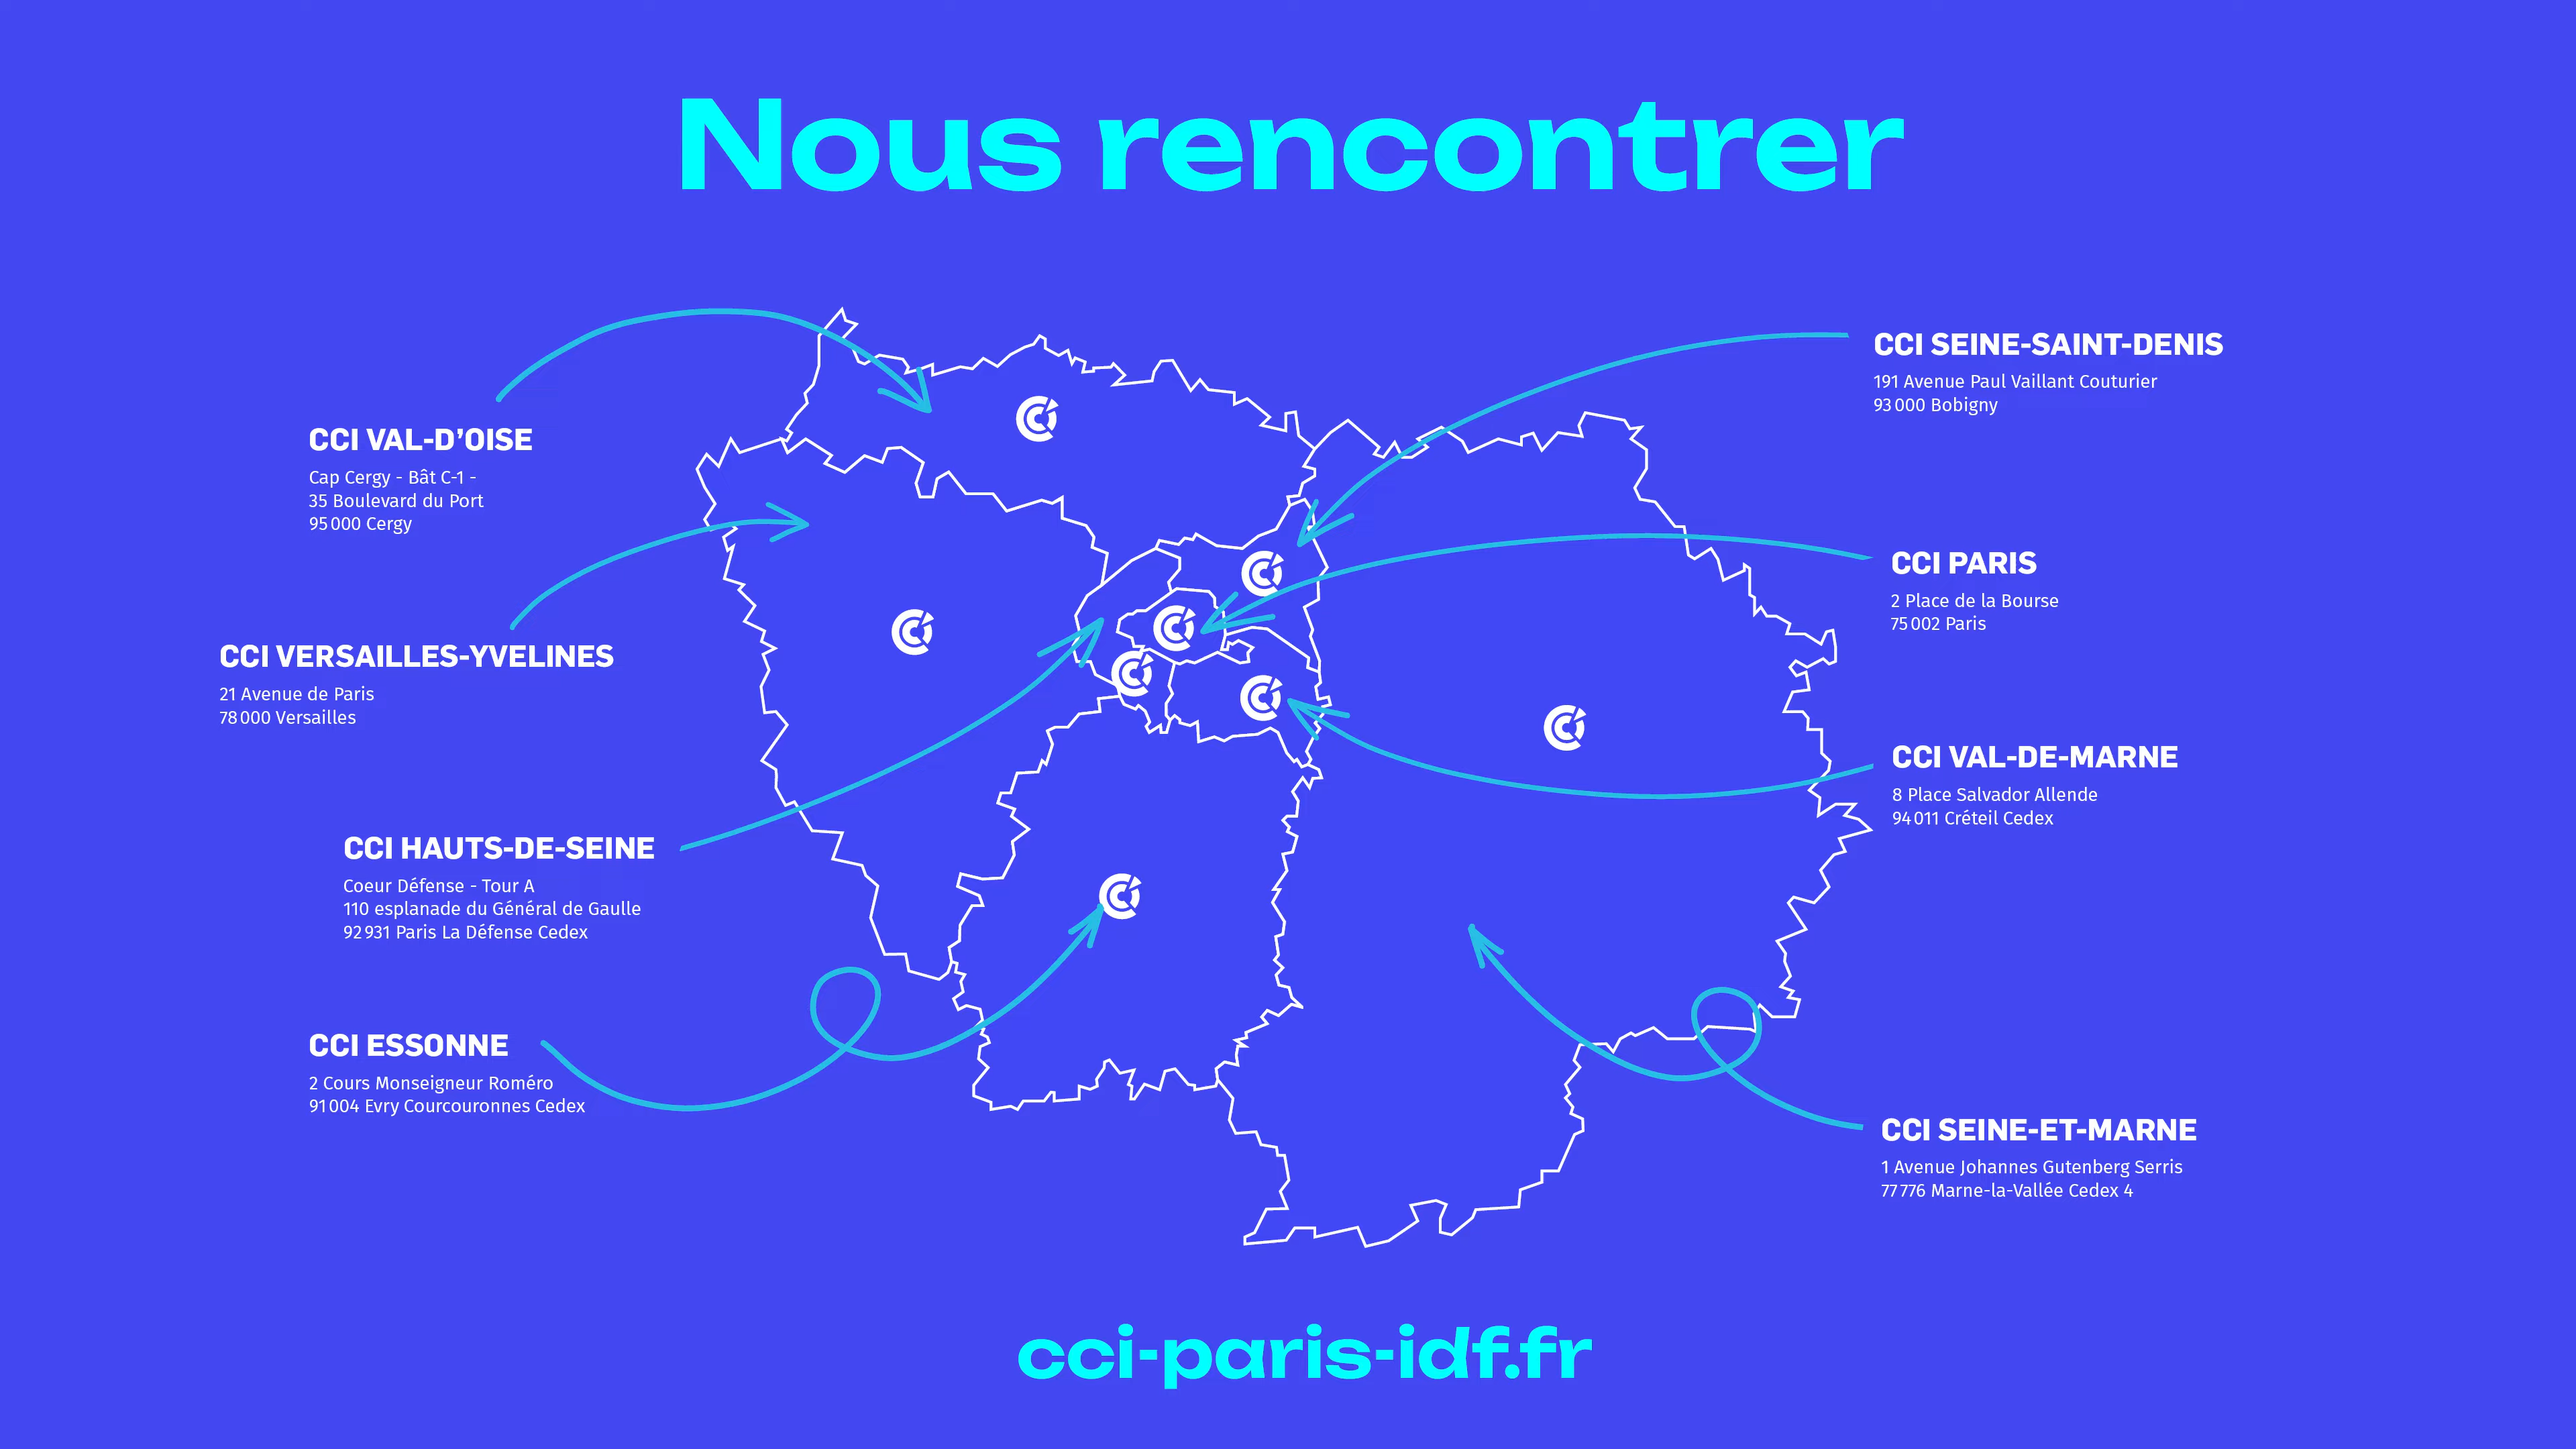 Nous rencontrer
CCI VAL-D’OISE
Cap Cergy - Bât C-1 -
35 Boulevard du Port
95 000 Cergy
CCI VERSAILLES-YVELINES
21 Avenue de Paris
78 000 Versailles
CCI HAUTS-DE-SEINE
Coeur Défense - Tour A
110 esplanade du Général de Gaulle
92 931 Paris La Défense Cedex
CCI ESSONNE
2 Cours Monseigneur Roméro
91 004 Evry Courcouronnes Cedex
CCI SEINE-SAINT-DENIS
191 Avenue Paul Vaillant Couturier
93 000 Bobigny
CCI PARIS
2 Place de la Bourse
75 002 Paris
CCI VAL-DE-MARNE
8 Place Salvador Allende
94 011 Créteil Cedex
CCI SEINE-ET-MARNE
1 Avenue Johannes Gutenberg Serris
77 776 Marne-la-Vallée Cedex 4
cci-paris-idf.fr